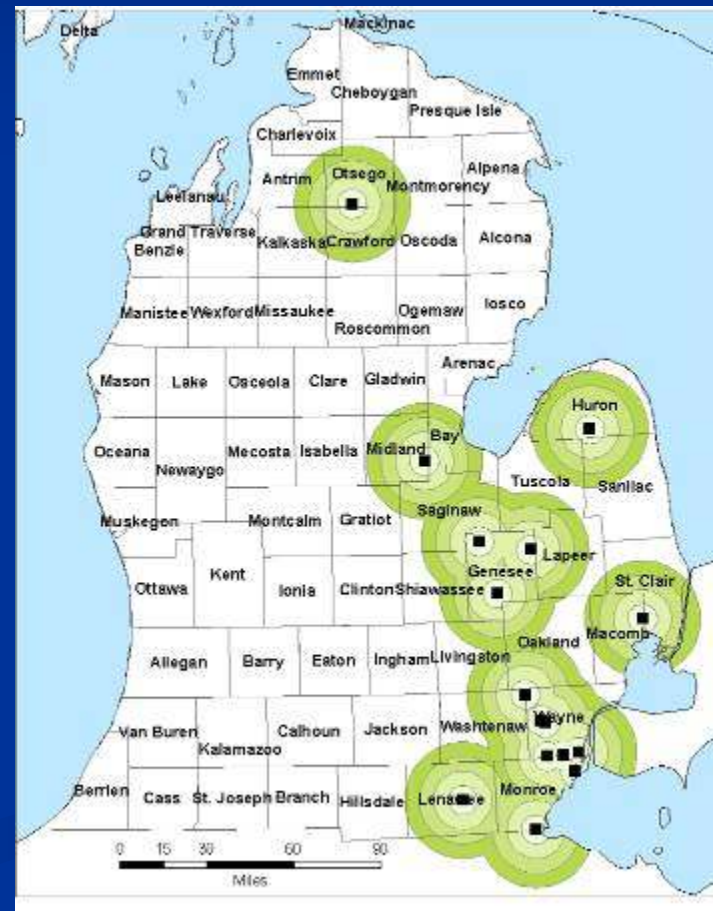 Mackinac
Delta
Emmet
Cheboygan
Presque Isle
Charlevoix
Antrim Otsego Montmorency Alpena
Leelanau
Grand Traverse
Benzie Kalkaska Crawford Oscoda Alcona
Manistee Wexford Missaukee Ogemaw Iosco
Roscommon
Arenac
Mason Lake Osceola Clare Gladwin
Huron
Oceana Mecosta Isabella Midland Bay
Newaygo
Tuscola Sanilac
Saginaw
Muskegon Montcalm Gratiot
Lapeer
Genesee
Ottawa Kent Ionia Clinton Shiawassee St. Clair
Macomb
Oakland
Allegan Barry Eaton Ingham Livingston
Wayne
Van Buren Calhoun Jackson Washtenaw
Kalamazoo
Berrien Cass St. Joseph Branch Hillsdale Lenawee Monroe
0 15 30 60 90
Miles